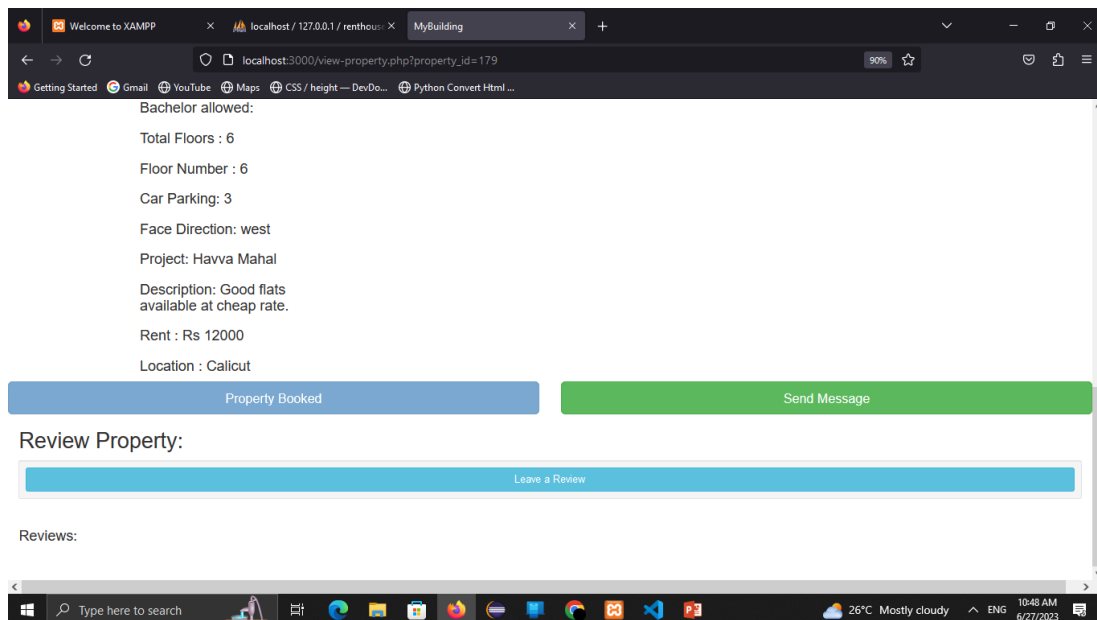 Welcome to XAMPP
localhost / 127.0.0.1 / renthouse
MyBuilding
localhost:3000/view-property.php?property_id=179
90%
Getting Started Gmail YouTube Maps CSS / height — DevDo... Python Convert Html ...
Bachelor allowed:
Total Floors : 6
Floor Number : 6
Car Parking: 3
Face Direction: west
Project: Havva Mahal
Description: Good flats
available at cheap rate.
Rent : Rs 12000
Location : Calicut
Property Booked
Send Message
Review Property:
Leave a Review
Reviews:
Type here to search
26°C Mostly cloudy
ENG
10:48 AM
6/27/2023